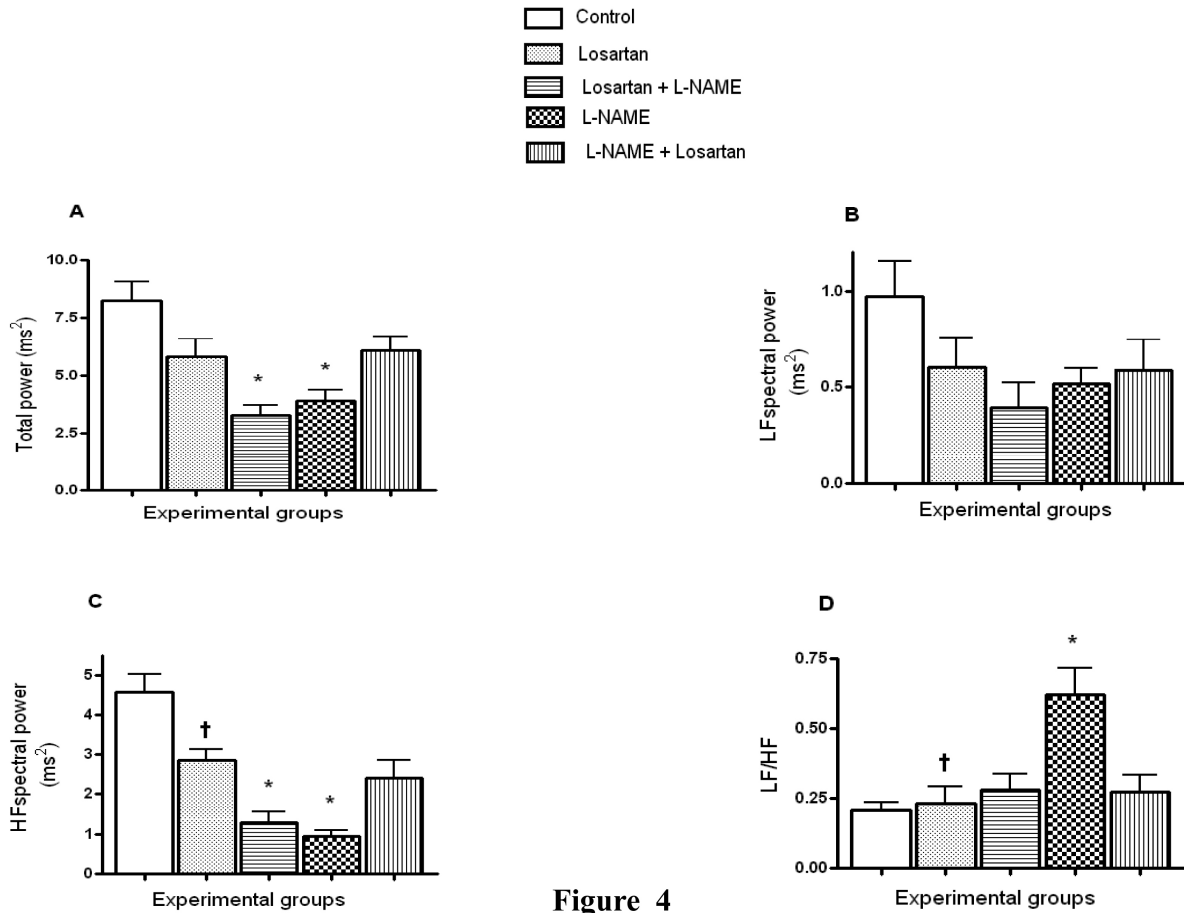 Control
Losartan
Losartan + L-NAME
L-NAME
L-NAME + Losartan
A
Total power (ms²)
10.0
7.5
5.0
2.5
0.0
*
*
Experimental groups
B
LFspectral power
(ms²)
1.0
0.5
0.0
Experimental groups
C
HFspectral power
(ms²)
5
4
3
2
1
0
†
*
*
Experimental groups
D
LF/HF
0.75
0.50
0.25
0.00
†
*
Experimental groups
Figure 4